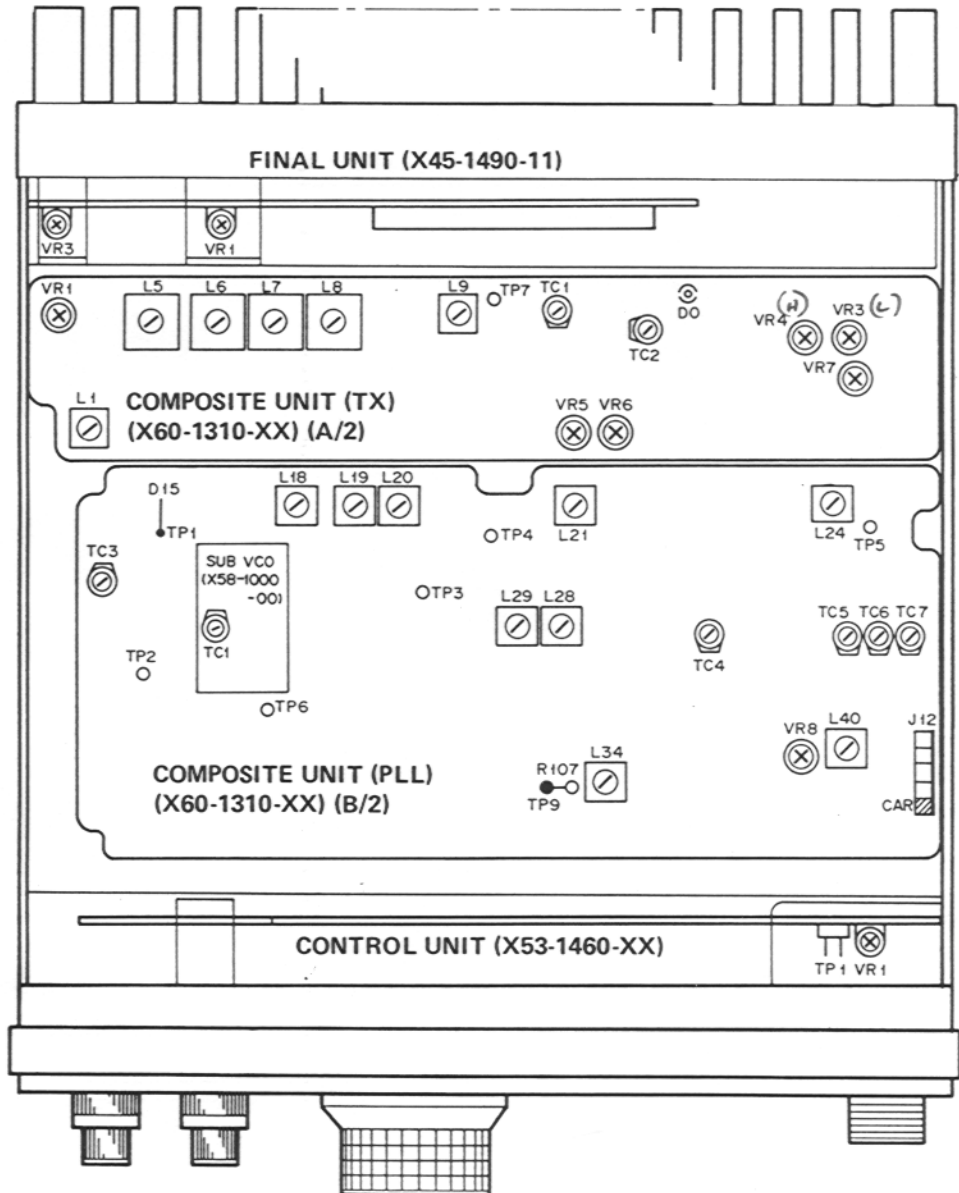 FINAL UNIT (X45-1490-11)
VR3
VR1
VR1
L5
L6
L7
L8
L9
TP7
TC1
DO
TC2
(H)
VR4
VR3
(L)
VR7
L1
COMPOSITE UNIT (TX)
(X60-1310-XX) (A/2)
VR5
VR6
D15
TP1
L18
L19
L20
TP4
L21
L24
TP5
TC3
SUB VCO
(X58-1000
-00)
TC1
TP3
L29
L28
TC4
TC5
TC6
TC7
TP2
TP6
COMPOSITE UNIT (PLL)
(X60-1310-XX) (B/2)
R107
TP9
L34
VR8
L40
J12
CAR
CONTROL UNIT (X53-1460-XX)
TP1
VR1